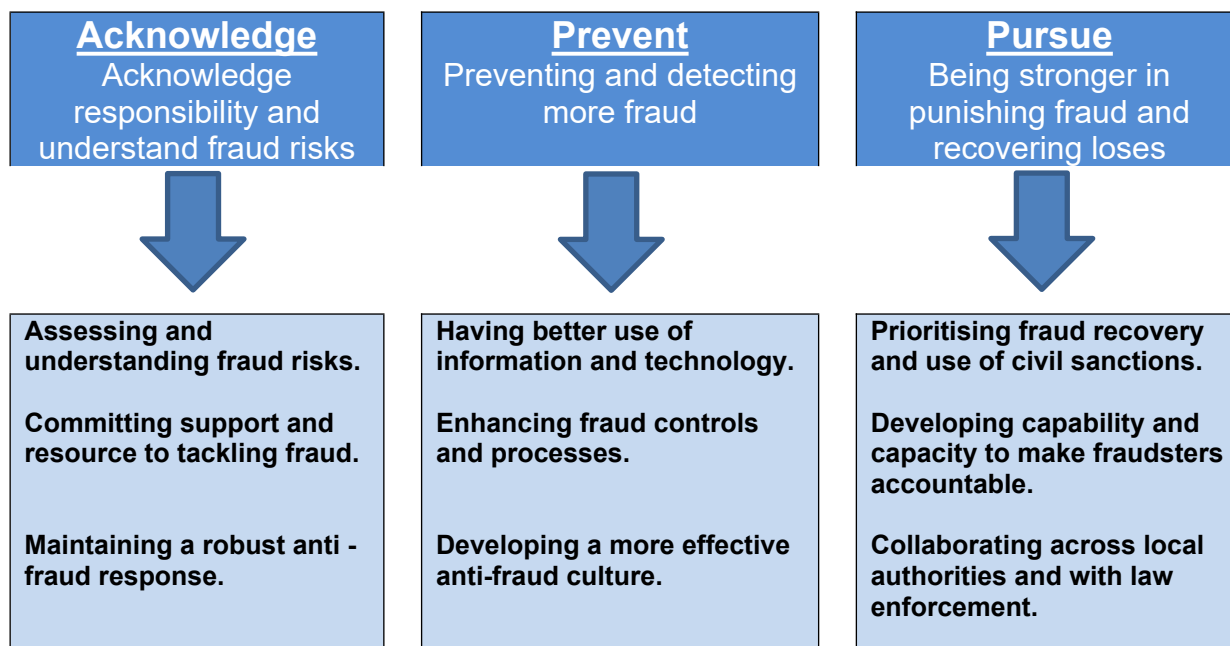 Acknowledge
Acknowledge
responsibility and
understand fraud risks
Assessing and
understanding fraud risks.
Committing support and
resource to tackling fraud.
Maintaining a robust anti -
fraud response.
Prevent
Preventing and detecting
more fraud
Having better use of
information and technology.
Enhancing fraud controls
and processes.
Developing a more effective
anti-fraud culture.
Pursue
Being stronger in
punishing fraud and
recovering loses
Prioritising fraud recovery
and use of civil sanctions.
Developing capability and
capacity to make fraudsters
accountable.
Collaborating across local
authorities and with law
enforcement.